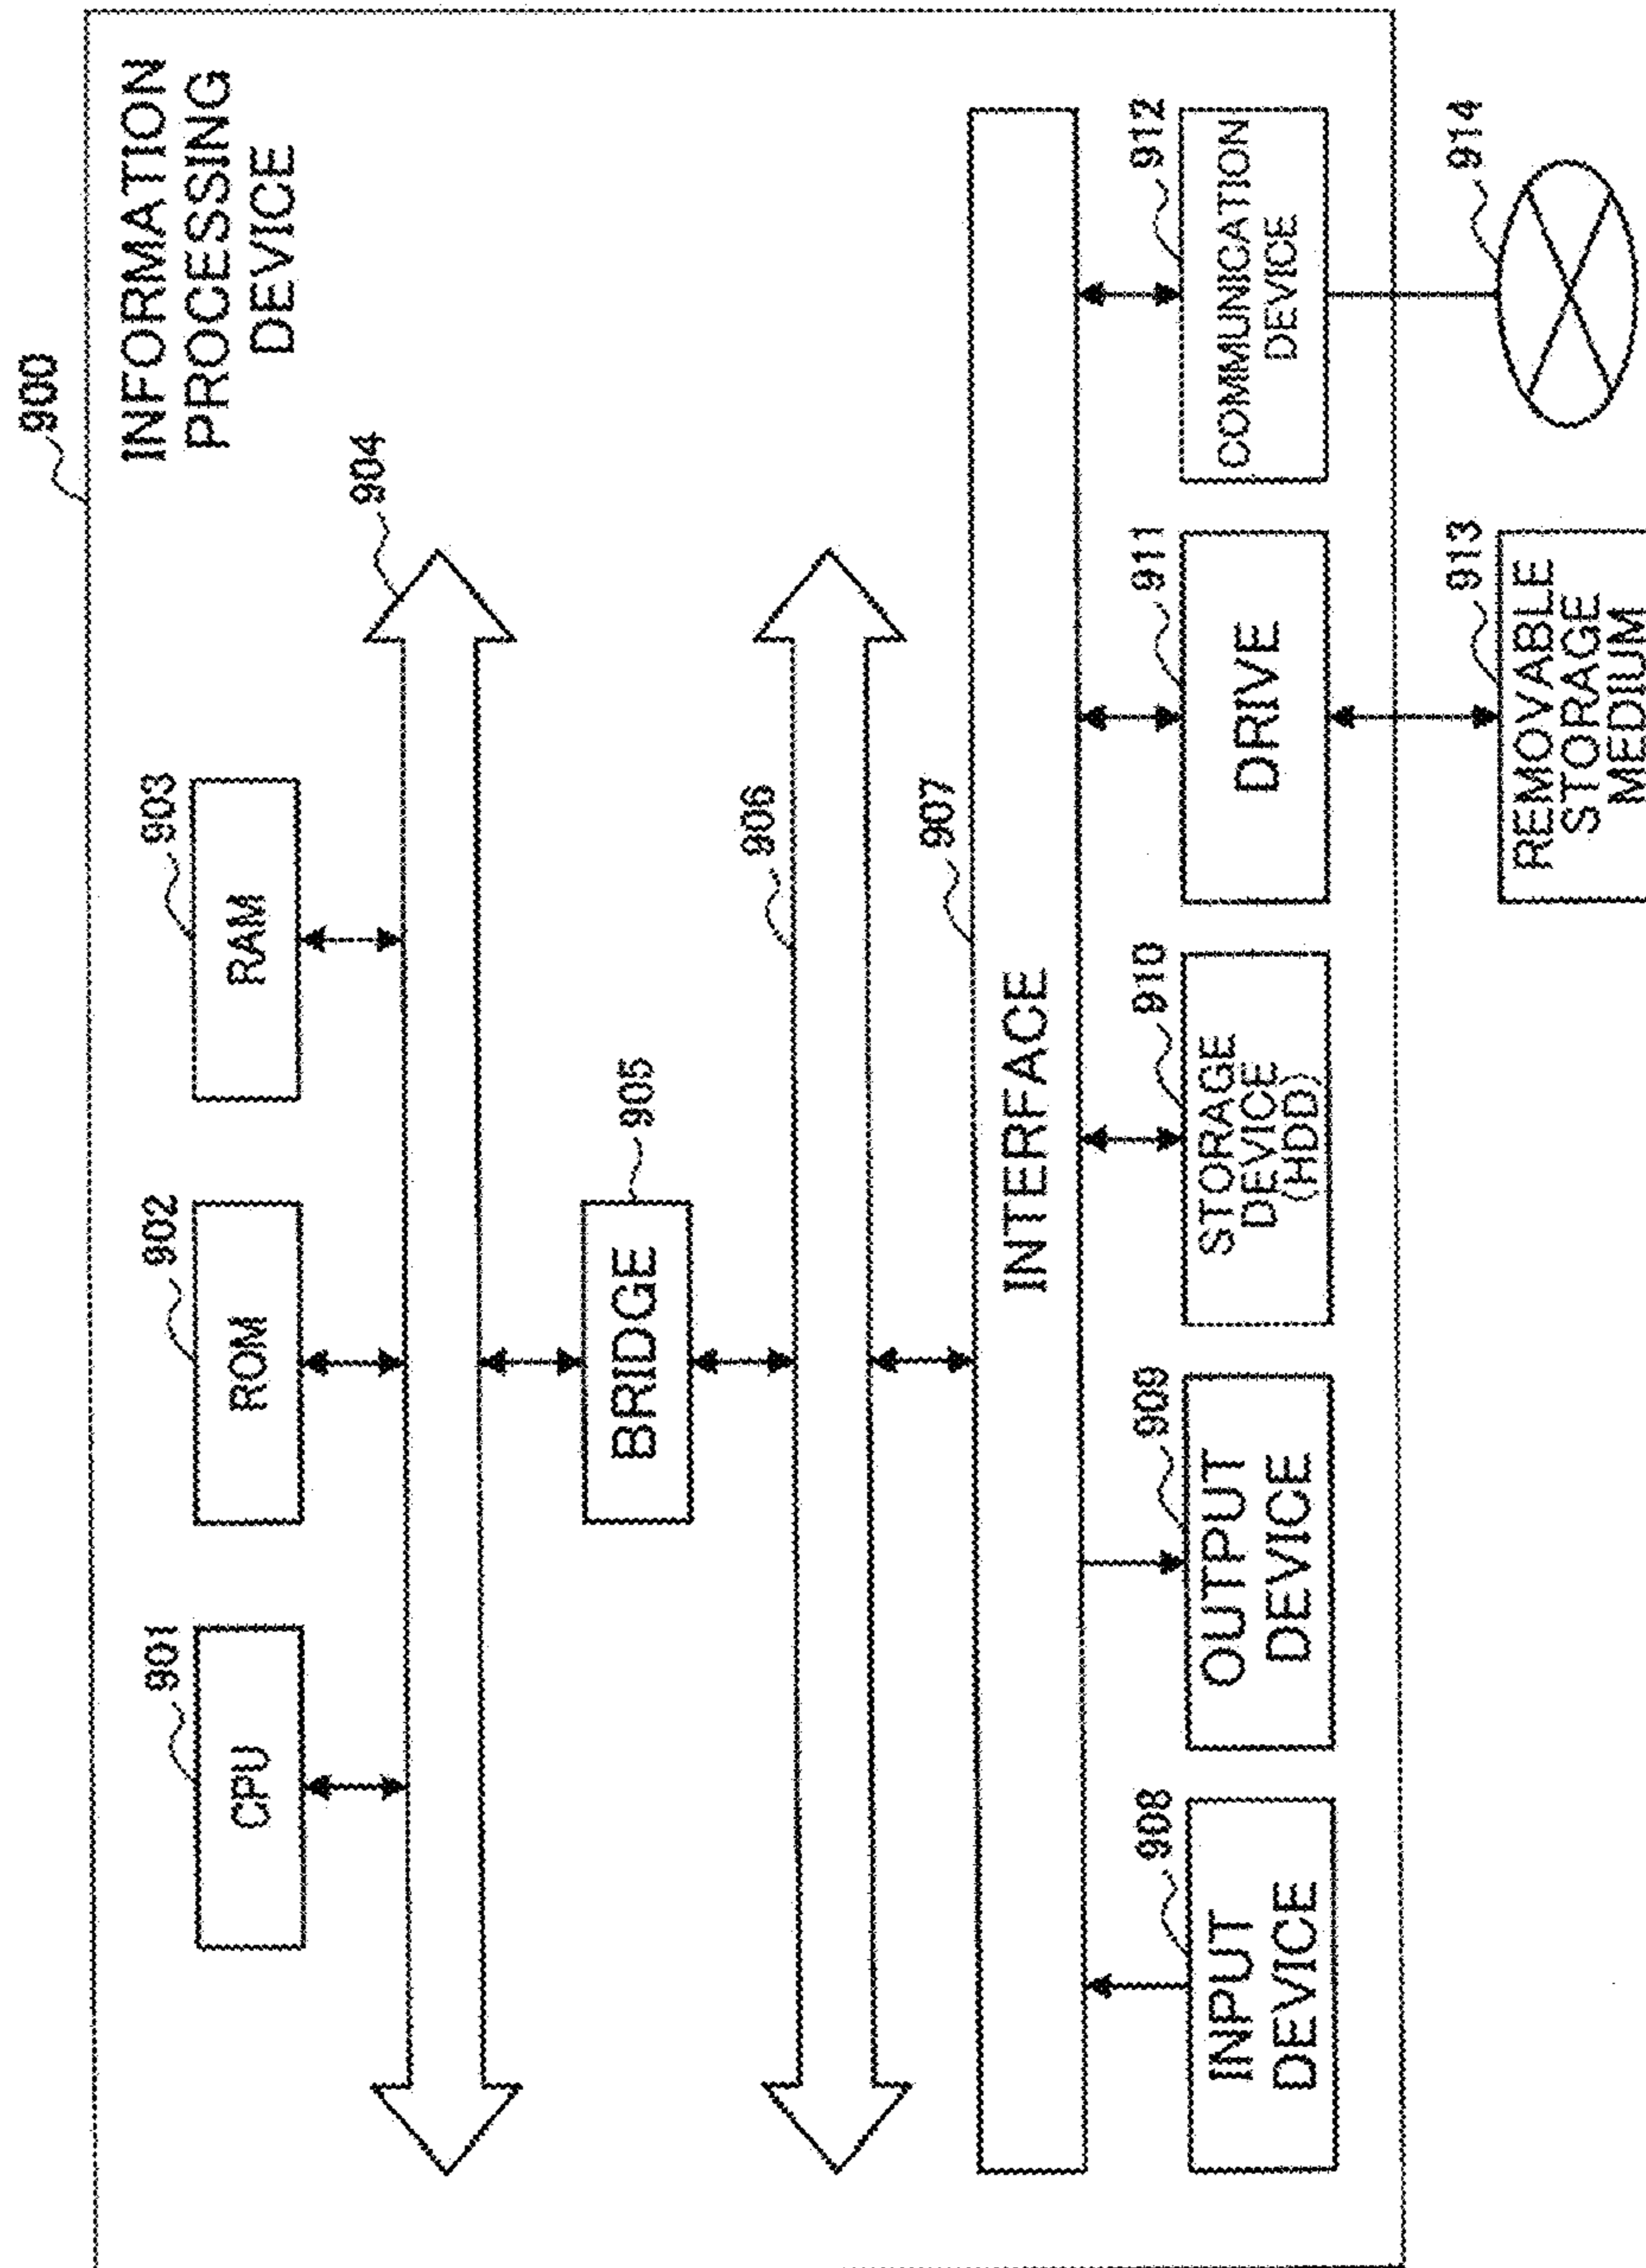 900
INFORMATION
PROCESSING
DEVICE
901
CPU
902
ROM
903
RAM
904
905
BRIDGE
906
907
INTERFACE
908
INPUT
DEVICE
909
OUTPUT
DEVICE
910
STORAGE
DEVICE
(HDD)
911
DRIVE
912
COMMUNICATION
DEVICE
913
REMOVABLE
STORAGE
MEDIUM
914